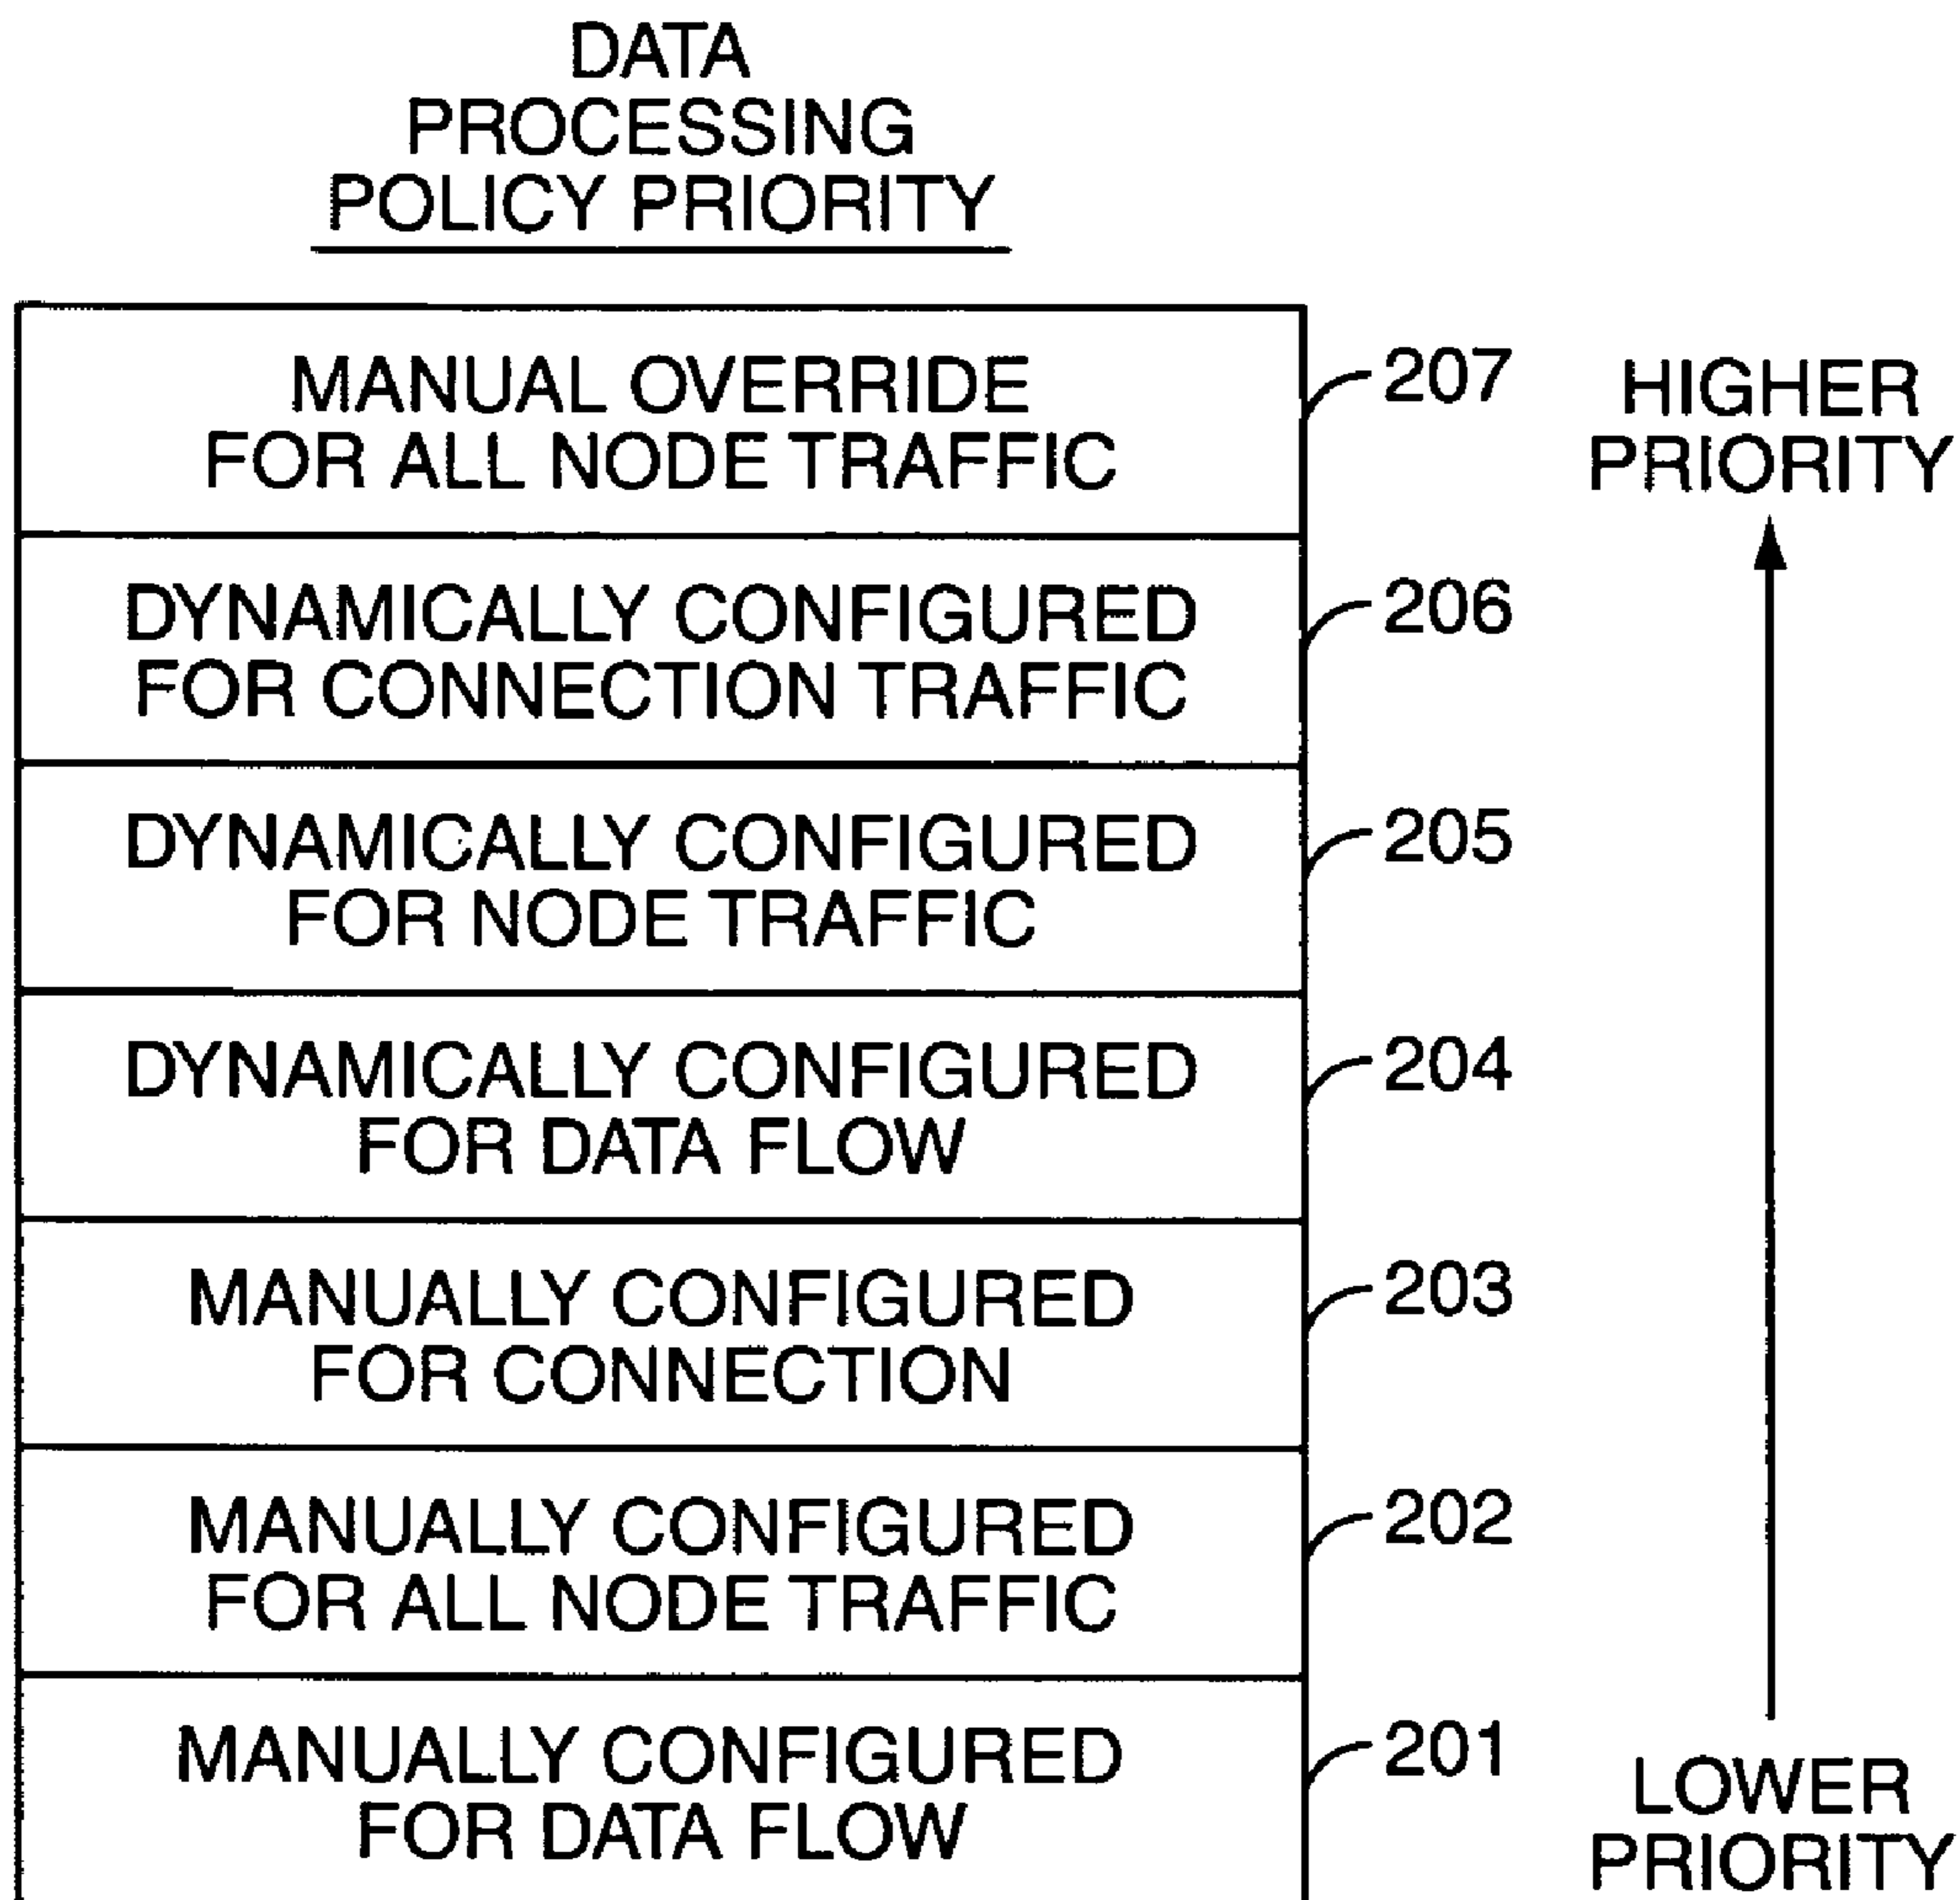 DATA
PROCESSING
POLICY PRIORITY
MANUAL OVERRIDE
FOR ALL NODE TRAFFIC
207
HIGHER
PRIORITY
DYNAMICALLY CONFIGURED
FOR CONNECTION TRAFFIC
206
DYNAMICALLY CONFIGURED
FOR NODE TRAFFIC
205
DYNAMICALLY CONFIGURED
FOR DATA FLOW
204
MANUALLY CONFIGURED
FOR CONNECTION
203
MANUALLY CONFIGURED
FOR ALL NODE TRAFFIC
202
MANUALLY CONFIGURED
FOR DATA FLOW
201
LOWER
PRIORITY